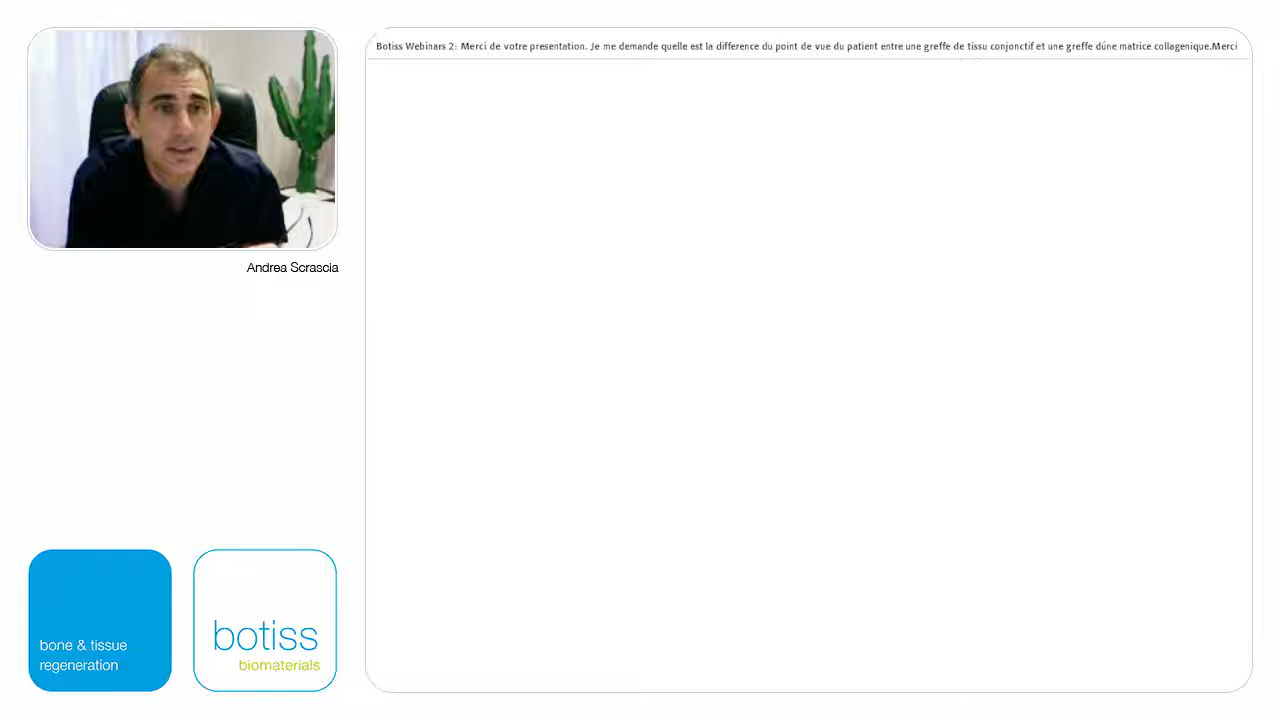 Botiss Webinars 2: Merci de votre presentation. Je me demande quelle est la difference du point de vue du patient entre une greffe de tissu conjonctif et une greffe dúne matrice collagenique.Merci
Andrea Scrascia
bone & tissue
regeneration
botiss
biomaterials